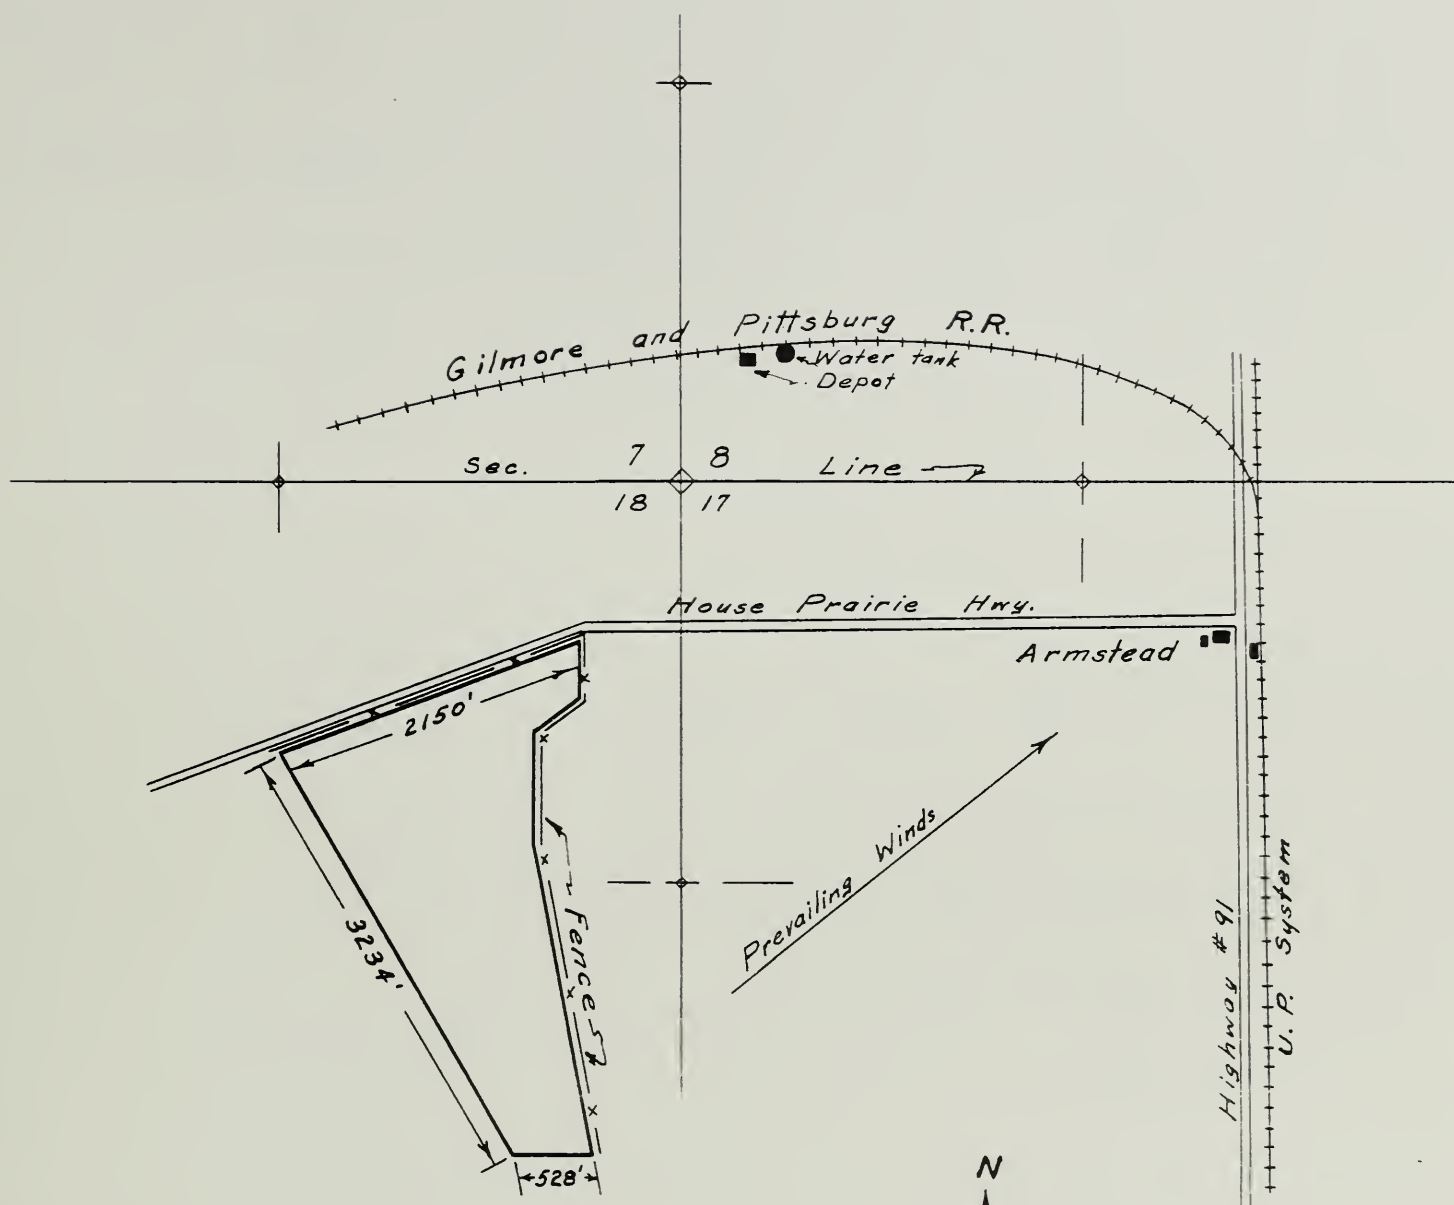 Gilmore and Pittsburg R.R.
Water tank
Depot
7 8
Sec. Line
18 17
House Prairie Hwy.
Armstead
2150'
Prevailing Winds
Fence
3234'
Highway #91
U.P. System
528'
N